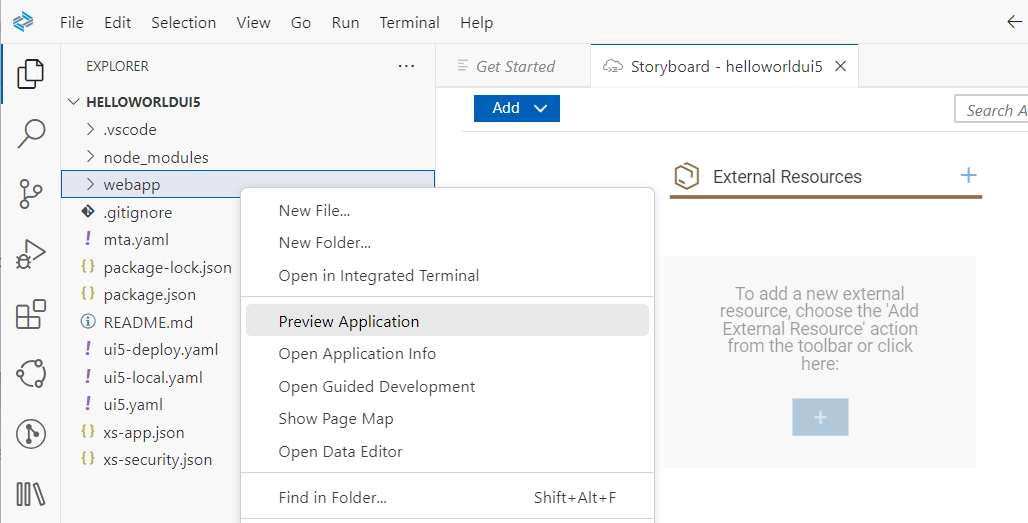 File Edit Selection View Go Run Terminal Help
EXPLORER
Get Started
Storyboard - helloworldui5
HELLOWORLDUI5
.vscode
node_modules
webapp
.gitignore
mta.yaml
package-lock.json
package.json
README.md
ui5-deploy.yaml
ui5-local.yaml
ui5.yaml
xs-app.json
xs-security.json
New File...
New Folder...
Open in Integrated Terminal
Preview Application
Open Application Info
Open Guided Development
Show Page Map
Open Data Editor
Find in Folder... Shift+Alt+F
Add
Search A
External Resources
To add a new external
resource, choose the 'Add
External Resource' action
from the toolbar or click
here: